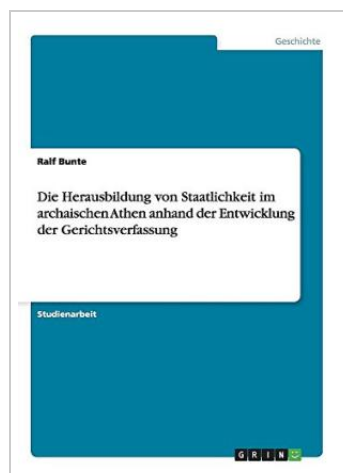 Geschichte
Ralf Bunte
Die Herausbildung von Staatlichkeit im
archaischen Athen anhand der Entwicklung
der Gerichtsverfassung
Studienarbeit
GRIN